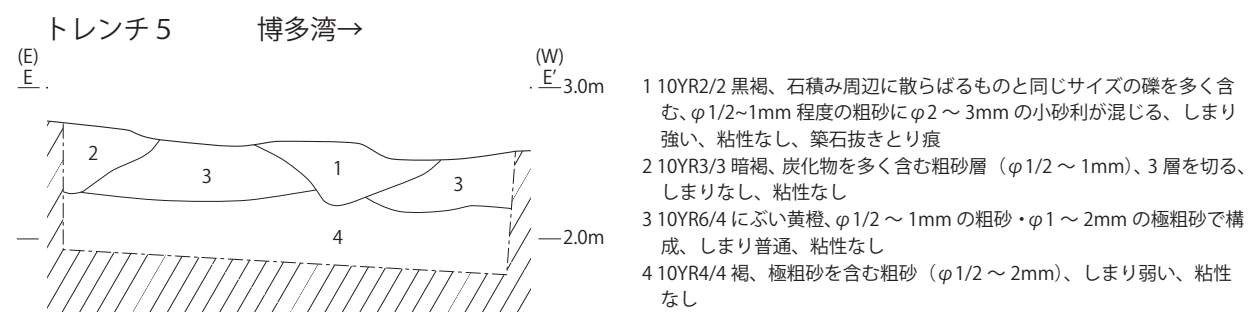 トレンチ 5 博多湾→
(E) (W)
E E' 3.0m
2 3 1 3
4 2.0m
1 10YR2/2 黒褐、石積み周辺に散らばるものと同じサイズの礫を多く含
む、φ1/2~1mm 程度の粗砂にφ2 ～ 3mm の小砂利が混じる、しまり
強い、粘性なし、築石抜きとり痕
2 10YR3/3 暗褐、炭化物を多く含む粗砂層（φ1/2 ～ 1mm）、3 層を切る、
しまりなし、粘性なし
3 10YR6/4 にぶい黄橙、φ1/2 ～ 1mm の粗砂・φ1 ～ 2mm の極粗砂で構
成、しまり普通、粘性なし
4 10YR4/4 褐、極粗砂を含む粗砂（φ1/2 ～ 2mm）、しまり弱い、粘性
なし